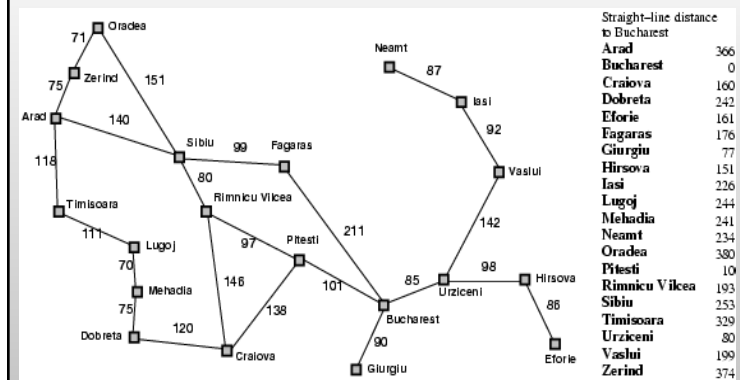 Oradea
71
Neamt
87
Zerind
151
75
Iasi
Arad
140
92
Sibiu
99
Fagaras
118
80
Vaslui
Rimnicu Vilcea
Timisoara
111
211
142
Lugoj
97
Pitesti
70
98
Hirsova
146
85
Mehadia
101
Urziceni
75
138
86
Bucharest
Dobreta
120
90
Craiova
Eforie
Giurgiu
Straight–line distance
to Bucharest
Arad 366
Bucharest 0
Craiova 160
Dobreta 242
Eforie 161
Fagaras 176
Giurgiu 77
Hirsova 151
Iasi 226
Lugoj 244
Mehadia 241
Neamt 234
Oradea 380
Pitesti 10
Rimnicu Vilcea 193
Sibiu 253
Timisoara 329
Urziceni 80
Vaslui 199
Zerind 374